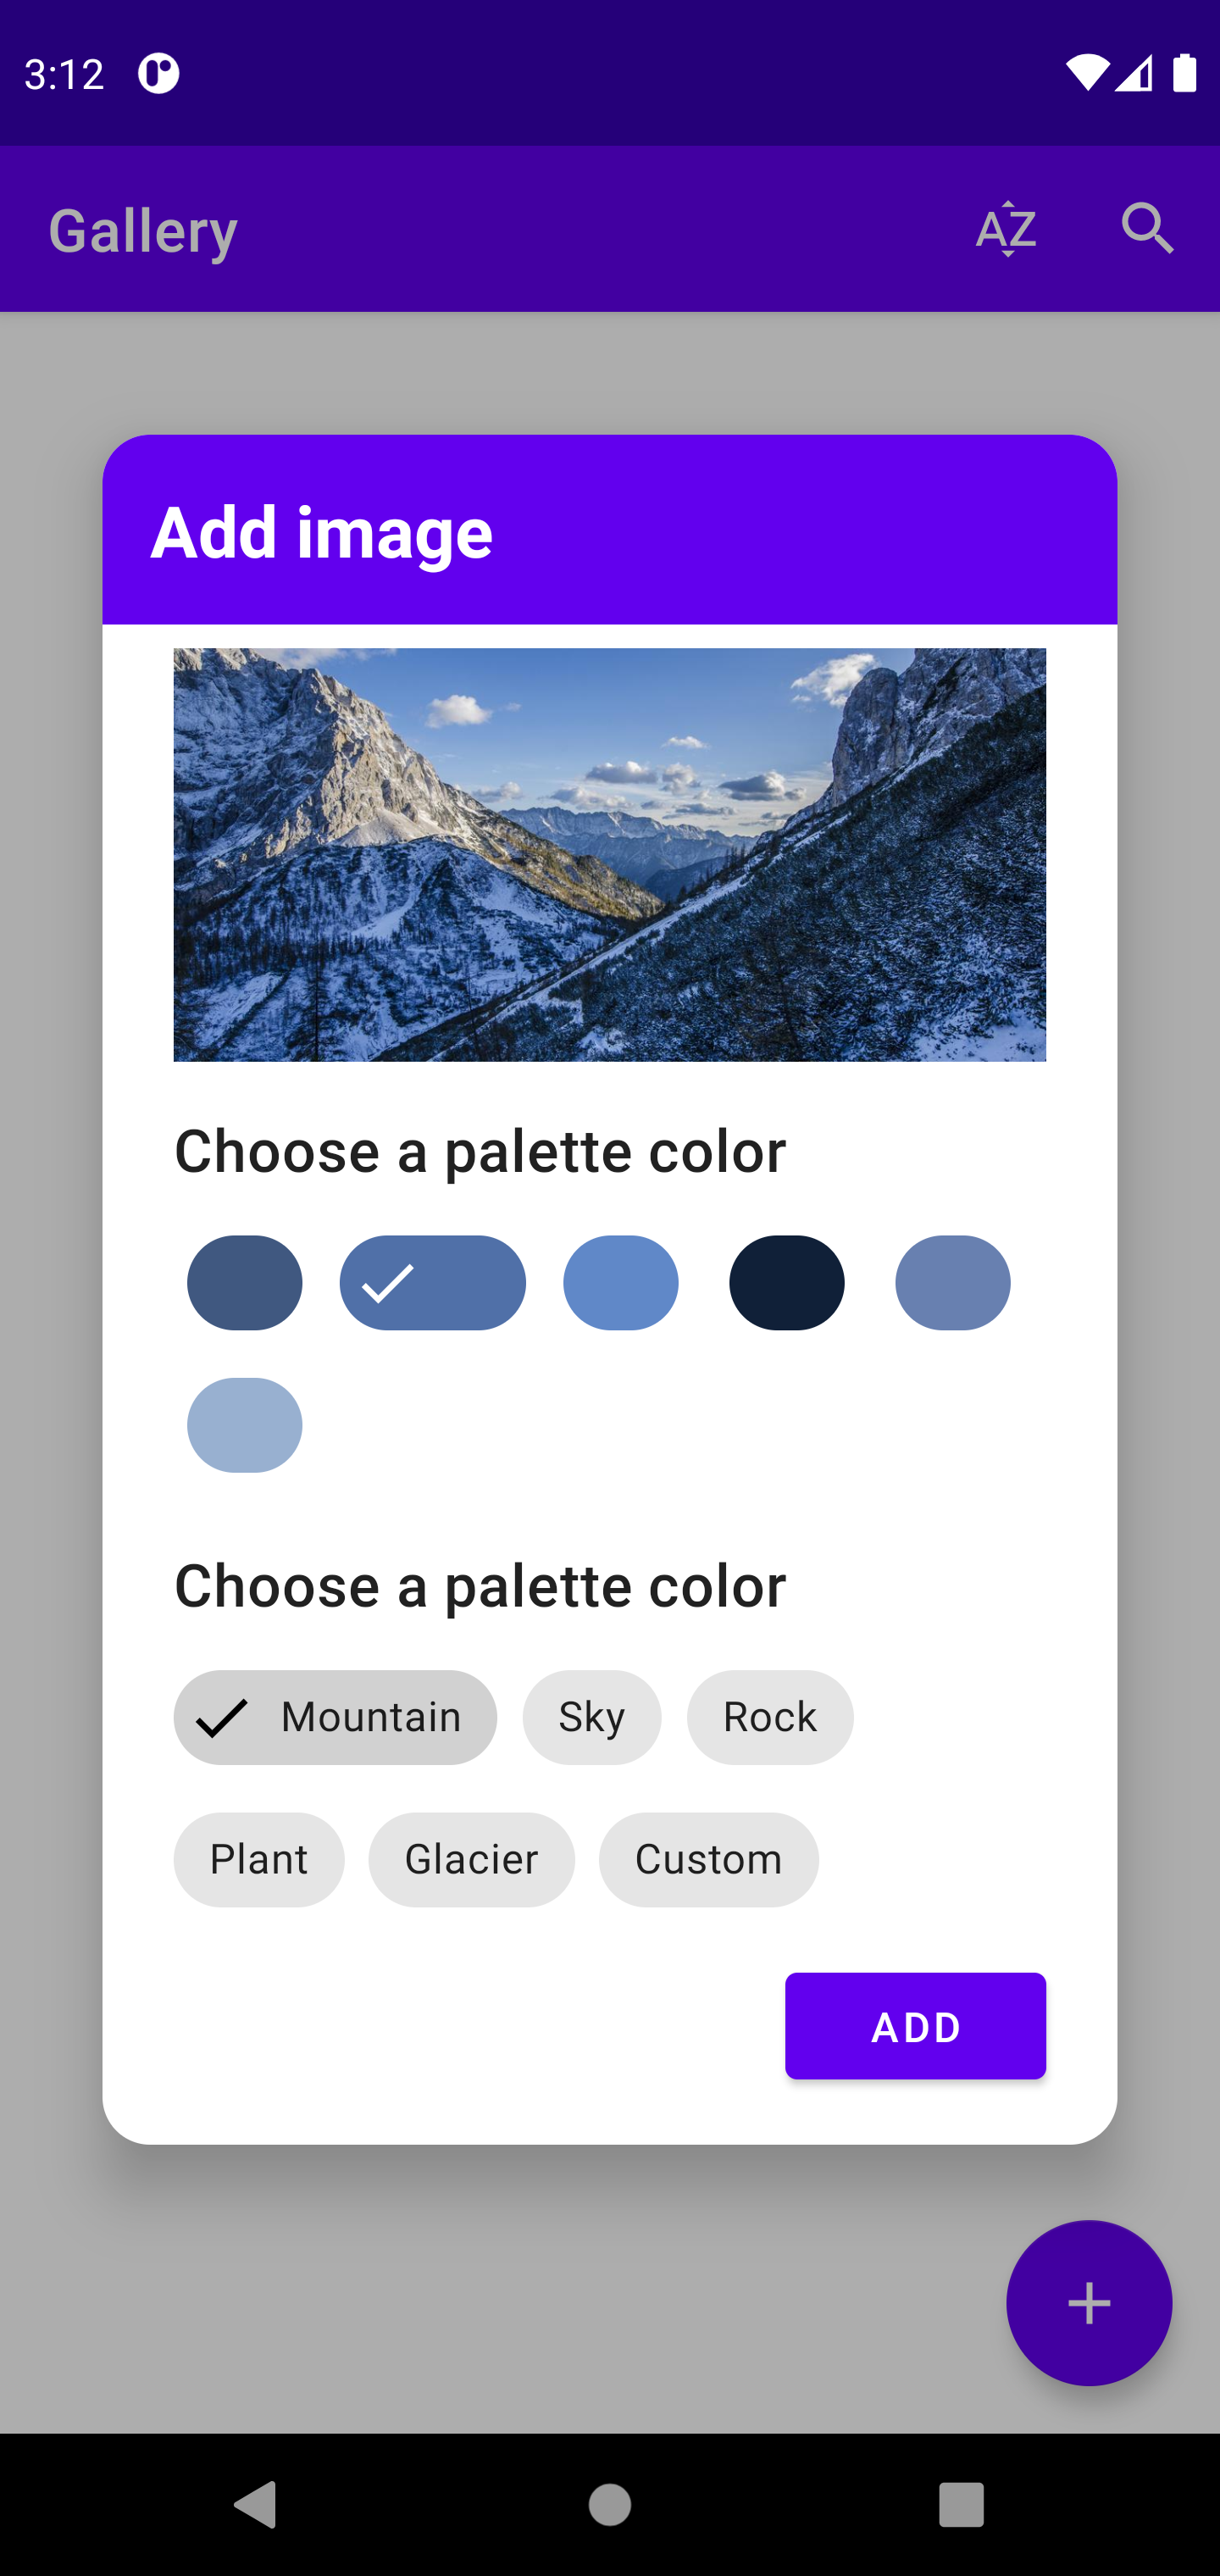 3:12
Gallery AZ
Add image
Choose a palette color
Choose a palette color
Mountain Sky Rock
Plant Glacier Custom
ADD